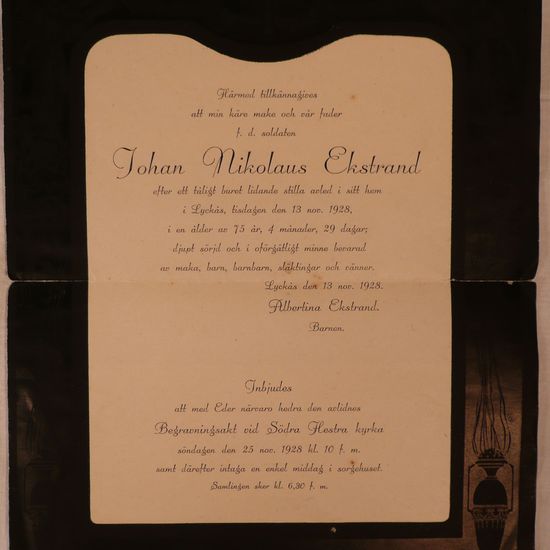 Härmed tillkännagives
att min käre make och vår fader
f. d. soldaten
Johan Nikolaus Ekstrand
efter ett tåligt buret lidande stilla avled i sitt hem
i Lyckås, tisdagen den 13 nov. 1928,
i en ålder av 75 år, 4 månader, 29 dagar;
djupt sörjd och i oförgätligt minne bevarad
av maka, barn, barnbarn, släktingar och vänner.
Lyckås den 13 nov. 1928.
Albertina Ekstrand.
Barnen.
Inbjudes
att med Eder närvaro hedra den avlidnes
Begravningsakt vid Södra Hestra kyrka
söndagen den 25 nov. 1928 kl. 10 f. m.
samt därefter intaga en enkel middag i sorgehuset.
Samlingen sker kl. 6,30 f. m.